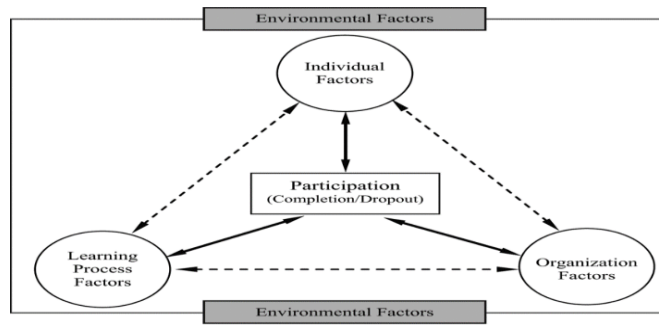 Environmental Factors
Individual
Factors
Participation
(Completion/Dropout)
Learning
Process
Factors
Organization
Factors
Environmental Factors